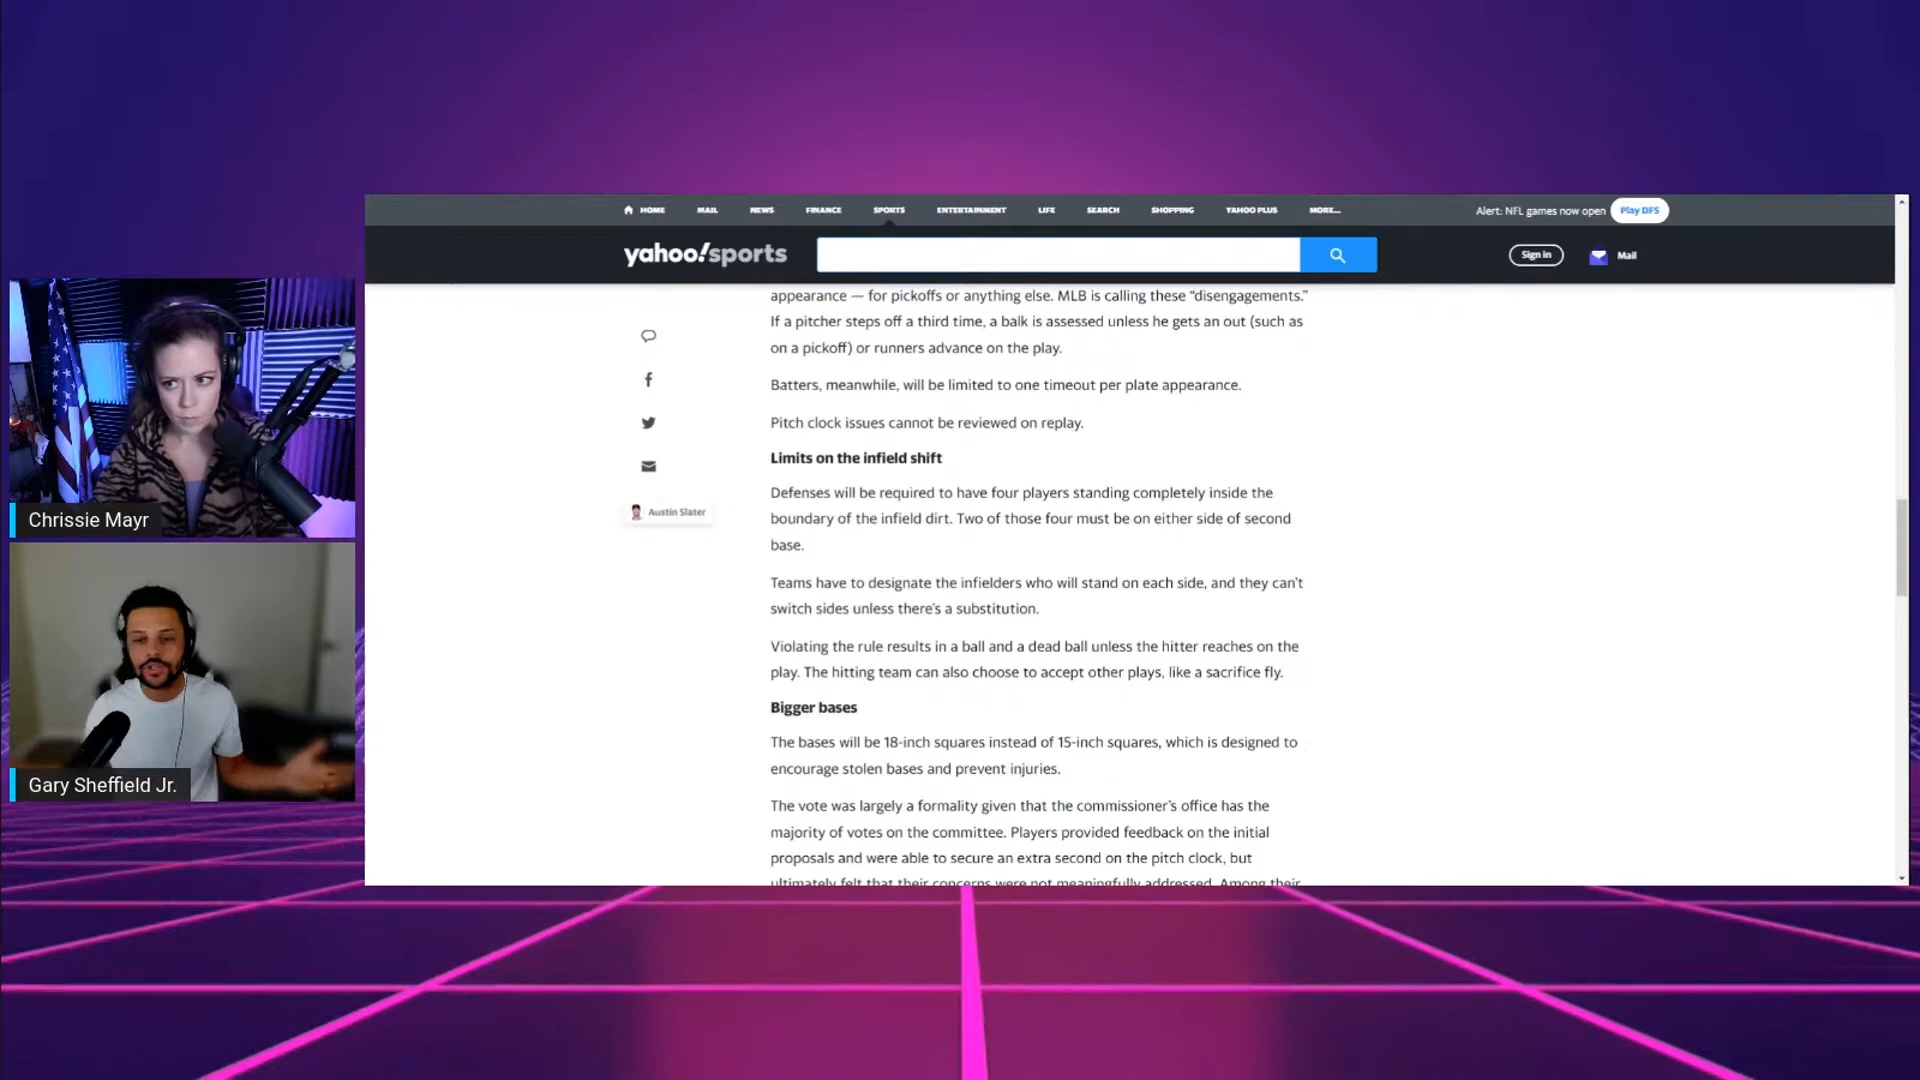 HOME MAIL NEWS FINANCE SPORTS ENTERTAINMENT LIFE SEARCH SHOPPING YAHOO PLUS MORE... Alert: NFL games now open Play DFS
yahoo!sports Sign in Mail
appearance — for pickoffs or anything else. MLB is calling these “disengagements.”
If a pitcher steps off a third time, a balk is assessed unless he gets an out (such as
on a pickoff) or runners advance on the play.
Batters, meanwhile, will be limited to one timeout per plate appearance.
Pitch clock issues cannot be reviewed on replay.
Limits on the infield shift
Defenses will be required to have four players standing completely inside the
boundary of the infield dirt. Two of those four must be on either side of second
base.
Austin Slater
Teams have to designate the infielders who will stand on each side, and they can’t
switch sides unless there’s a substitution.
Violating the rule results in a ball and a dead ball unless the hitter reaches on the
play. The hitting team can also choose to accept other plays, like a sacrifice fly.
Bigger bases
The bases will be 18-inch squares instead of 15-inch squares, which is designed to
encourage stolen bases and prevent injuries.
The vote was largely a formality given that the commissioner’s office has the
majority of votes on the committee. Players provided feedback on the initial
proposals and were able to secure an extra second on the pitch clock, but
ultimately felt that their concerns were not meaningfully addressed. Among their
Chrissie Mayr
Gary Sheffield Jr.